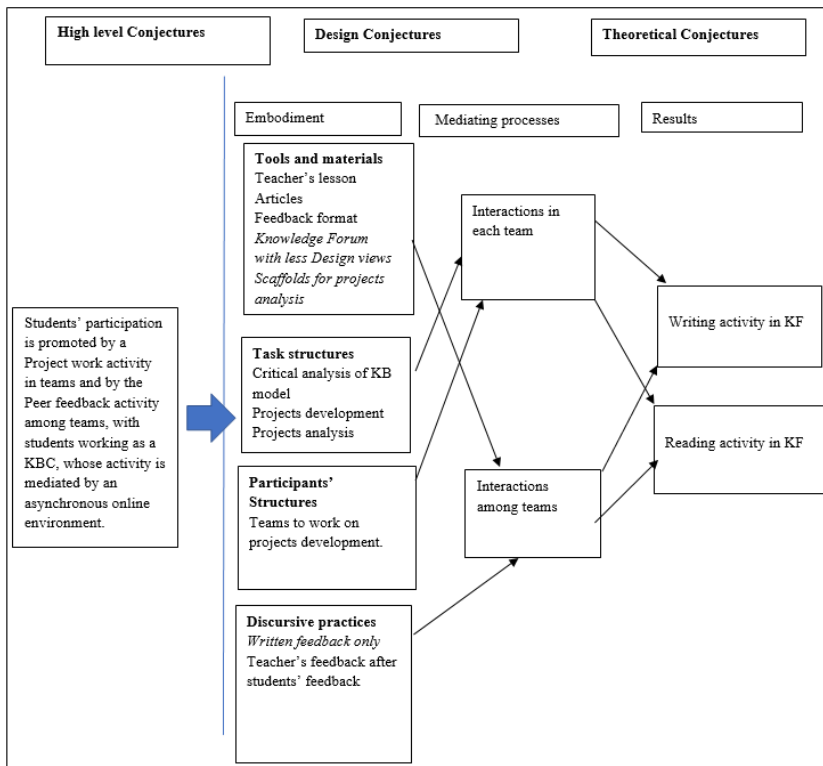 High level Conjectures
Design Conjectures
Theoretical Conjectures
Embodiment
Mediating processes
Results
Students’ participation
is promoted by a
Project work activity
in teams and by the
Peer feedback activity
among teams, with
students working as a
KBC, whose activity is
mediated by an
asynchronous online
environment.
Tools and materials
Teacher’s lesson
Articles
Feedback format
Knowledge Forum
with less Design views
Scaffolds for projects
analysis
Task structures
Critical analysis of KB
model
Projects development
Projects analysis
Participants’
Structures
Teams to work on
projects development.
Discursive practices
Written feedback only
Teacher’s feedback after
students’ feedback
Interactions in
each team
Interactions
among teams
Writing activity in KF
Reading activity in KF